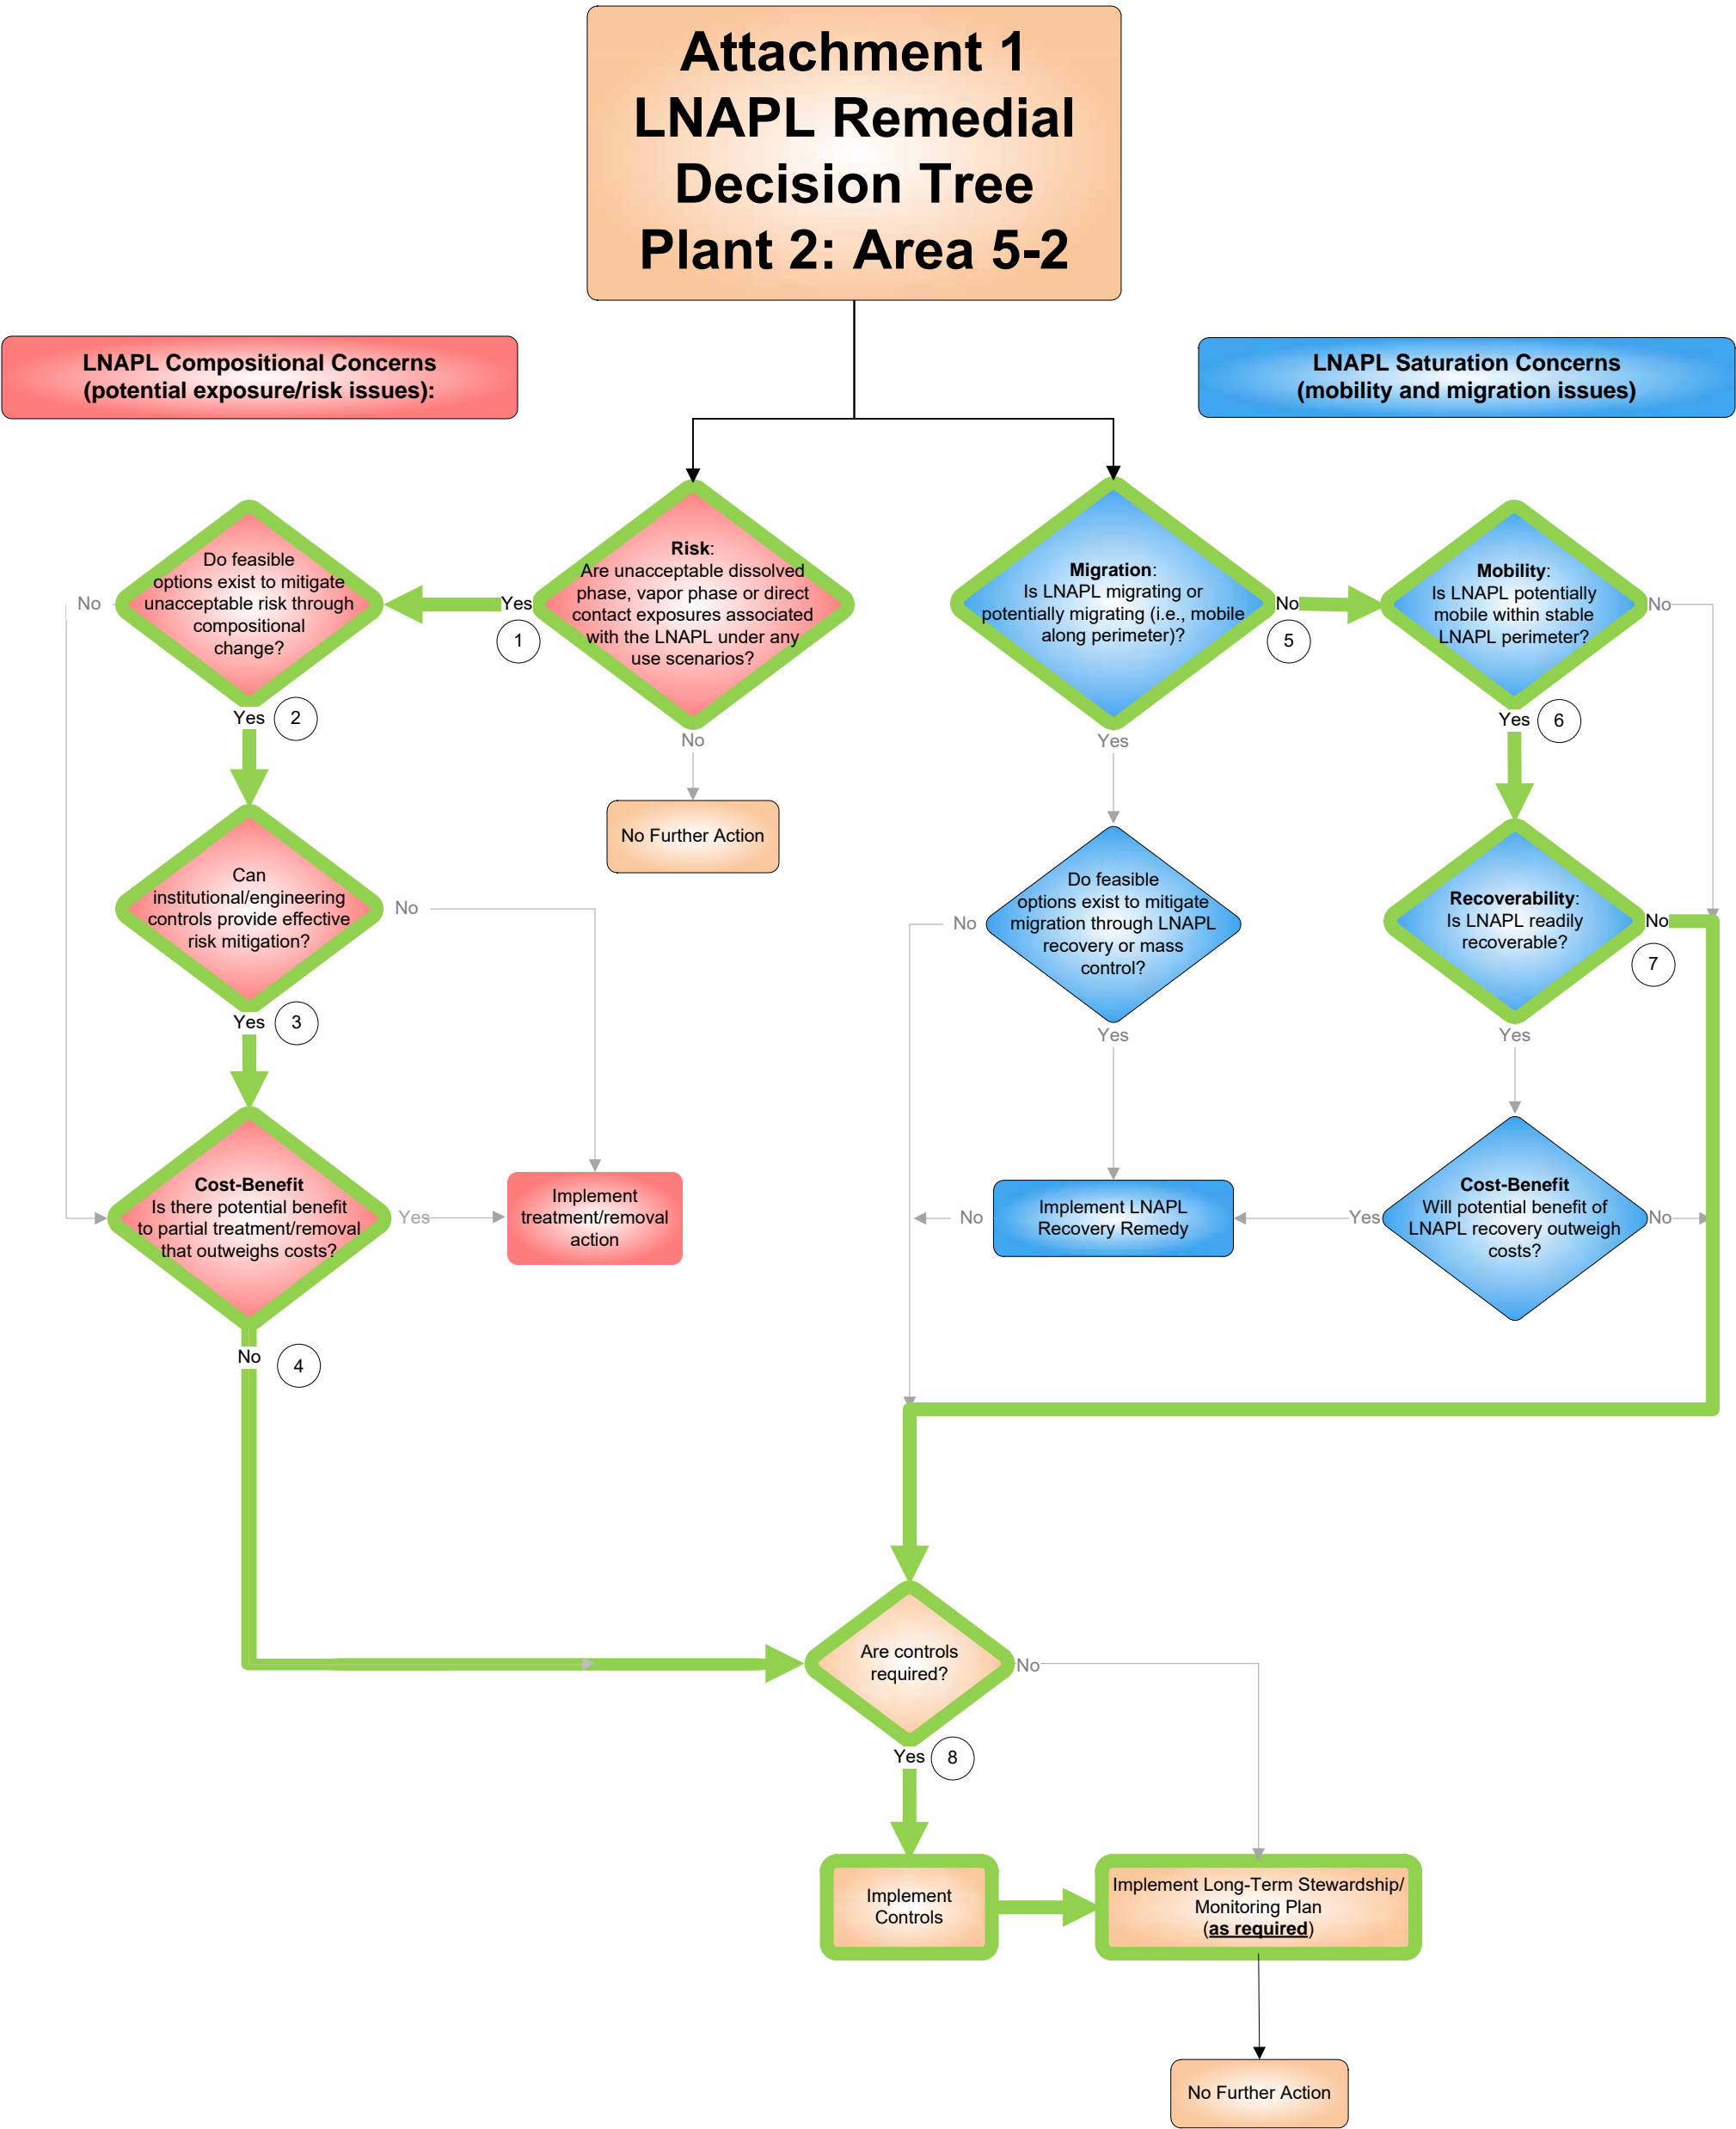 Attachment 1
LNAPL Remedial
Decision Tree
Plant 2: Area 5-2
LNAPL Compositional Concerns
(potential exposure/risk issues):
LNAPL Saturation Concerns
(mobility and migration issues)
Do feasible
options exist to mitigate
unacceptable risk through
compositional
change?
No
Yes
2
Risk:
Are unacceptable dissolved
phase, vapor phase or direct
contact exposures associated
with the LNAPL under any
use scenarios?
Yes
1
No
No Further Action
Migration:
Is LNAPL migrating or
potentially migrating (i.e., mobile
along perimeter)?
No
5
Yes
Mobility:
Is LNAPL potentially
mobile within stable
LNAPL perimeter?
No
Yes
6
Can
institutional/engineering
controls provide effective
risk mitigation?
No
Yes
3
Do feasible
options exist to mitigate
migration through LNAPL
recovery or mass
control?
No
Yes
Recoverability:
Is LNAPL readily
recoverable?
No
7
Yes
Cost-Benefit
Is there potential benefit
to partial treatment/removal
that outweighs costs?
Yes
No
4
Implement
treatment/removal
action
No
Implement LNAPL
Recovery Remedy
Yes
Cost-Benefit
Will potential benefit of
LNAPL recovery outweigh
costs?
No
Are controls
required?
No
Yes
8
Implement
Controls
Implement Long-Term Stewardship/
Monitoring Plan
(as required)
No Further Action